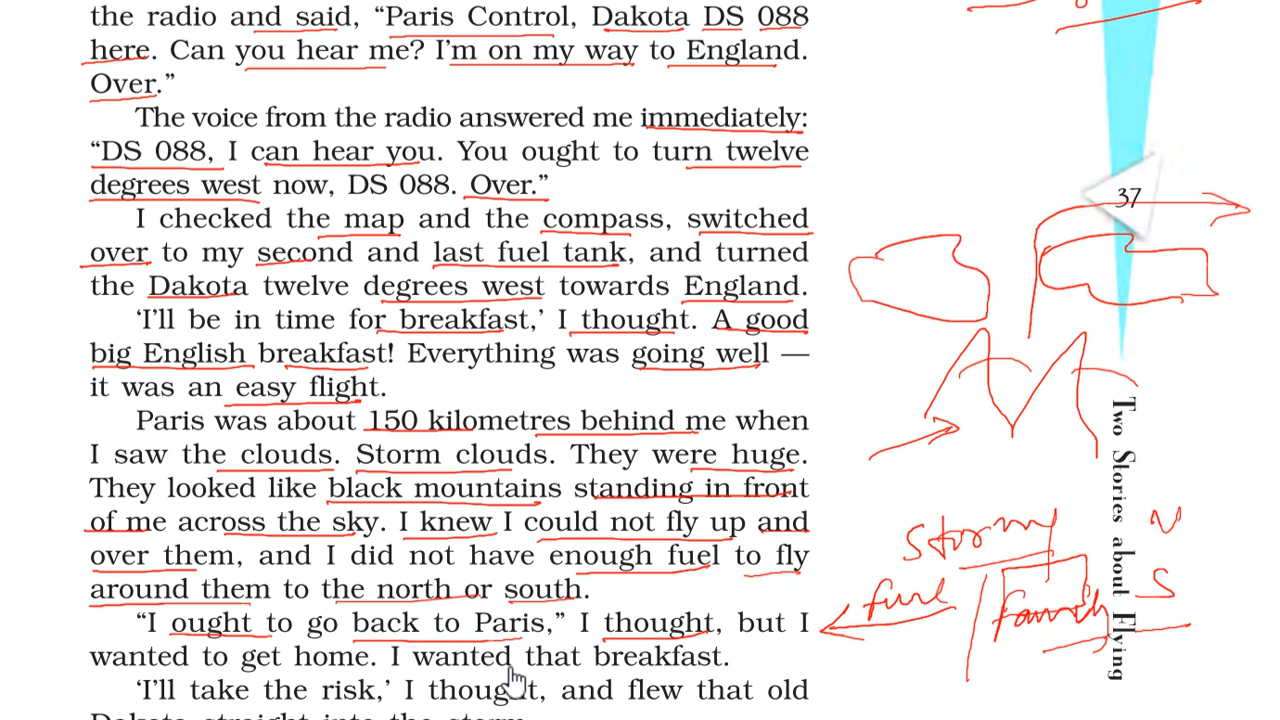 the radio and said, “Paris Control, Dakota DS 088
here. Can you hear me? I’m on my way to England.
Over.”
The voice from the radio answered me immediately:
“DS 088, I can hear you. You ought to turn twelve
degrees west now, DS 088. Over.”
I checked the map and the compass, switched
over to my second and last fuel tank, and turned
the Dakota twelve degrees west towards England.
‘I’ll be in time for breakfast,’ I thought. A good
big English breakfast! Everything was going well —
it was an easy flight.
Paris was about 150 kilometres behind me when
I saw the clouds. Storm clouds. They were huge.
They looked like black mountains standing in front
of me across the sky. I knew I could not fly up and
over them, and I did not have enough fuel to fly
around them to the north or south.
“I ought to go back to Paris,” I thought, but I
wanted to get home. I wanted that breakfast.
‘I’ll take the risk,’ I thought, and flew that old
Dakota straight into the storm.
37
Two Stories about Flying
Stormy
N
S
fuel